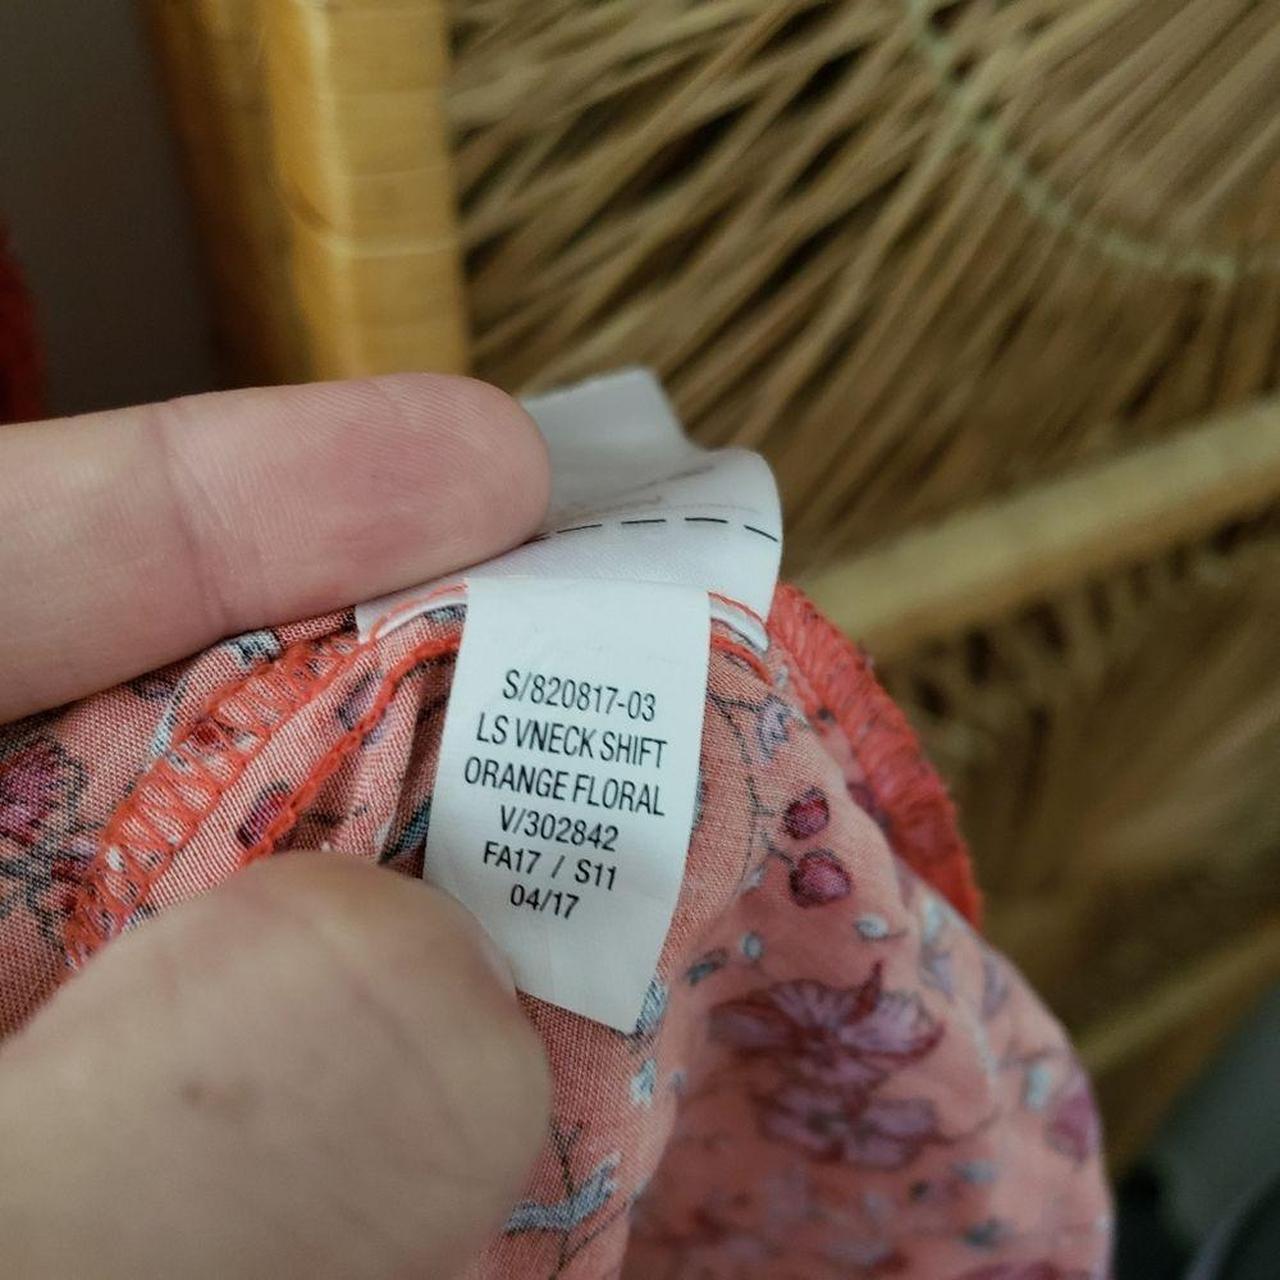 S/820817-03
LS VNECK SHIFT
ORANGE FLORAL
V/302842
FA17 / S11
04/17